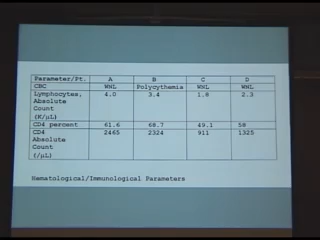 Parameter/Pt. A B C D
CBC WNL Polycythemia WNL WNL
Lymphocytes, 4.0 3.4 1.8 2.3
Absolute
Count
(K/µL)
CD4 percent 61.6 68.7 49.1 58
CD4 2465 2324 911 1325
Absolute
Count
(/µL)
Hematological/Immunological Parameters